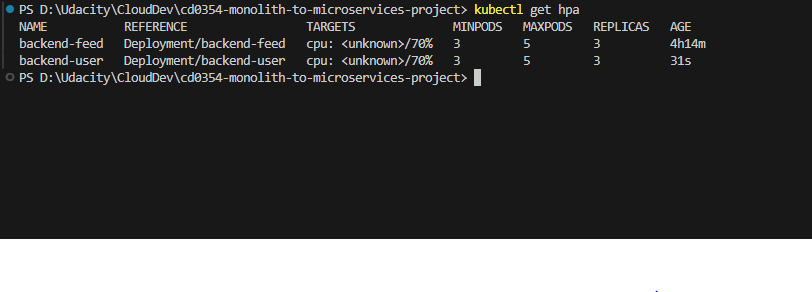 PS D:\Udacity\CloudDev\cd0354-monolith-to-microservices-project> kubectl get hpa
NAME REFERENCE TARGETS MINPODS MAXPODS REPLICAS AGE
backend-feed Deployment/backend-feed cpu: <unknown>/70% 3 5 3 4h14m
backend-user Deployment/backend-user cpu: <unknown>/70% 3 5 3 31s
PS D:\Udacity\CloudDev\cd0354-monolith-to-microservices-project>